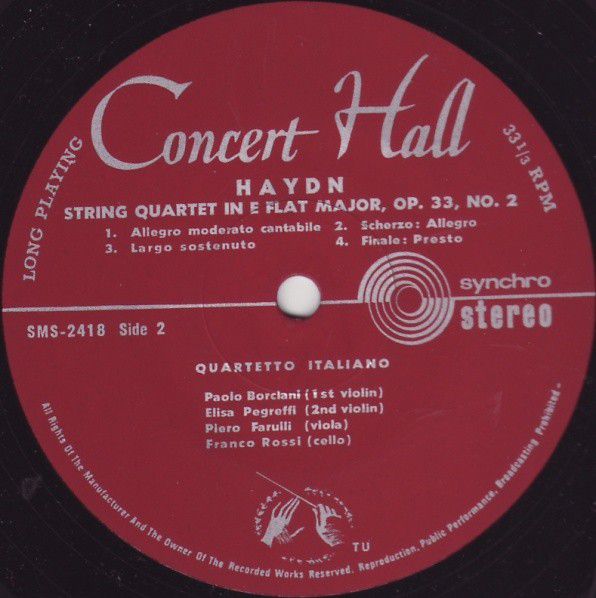 Concert Hall
LONG PLAYING
33 1/3 RPM
HAYDN
STRING QUARTET IN E FLAT MAJOR, OP. 33, NO. 2
1. Allegro moderato cantabile 2. Scherzo: Allegro
3. Largo sostenuto 4. Finale: Presto
synchro
stereo
SMS-2418 Side 2
QUARTETTO ITALIANO
Paolo Borciani (1st violin)
Elisa Pegreffi (2nd violin)
Piero Farulli (viola)
Franco Rossi (cello)
TU
All Rights Of The Manufacturer And The Owner Of The Recorded Works Reserved. Reproduction, Public Performance, Broadcasting Prohibited -